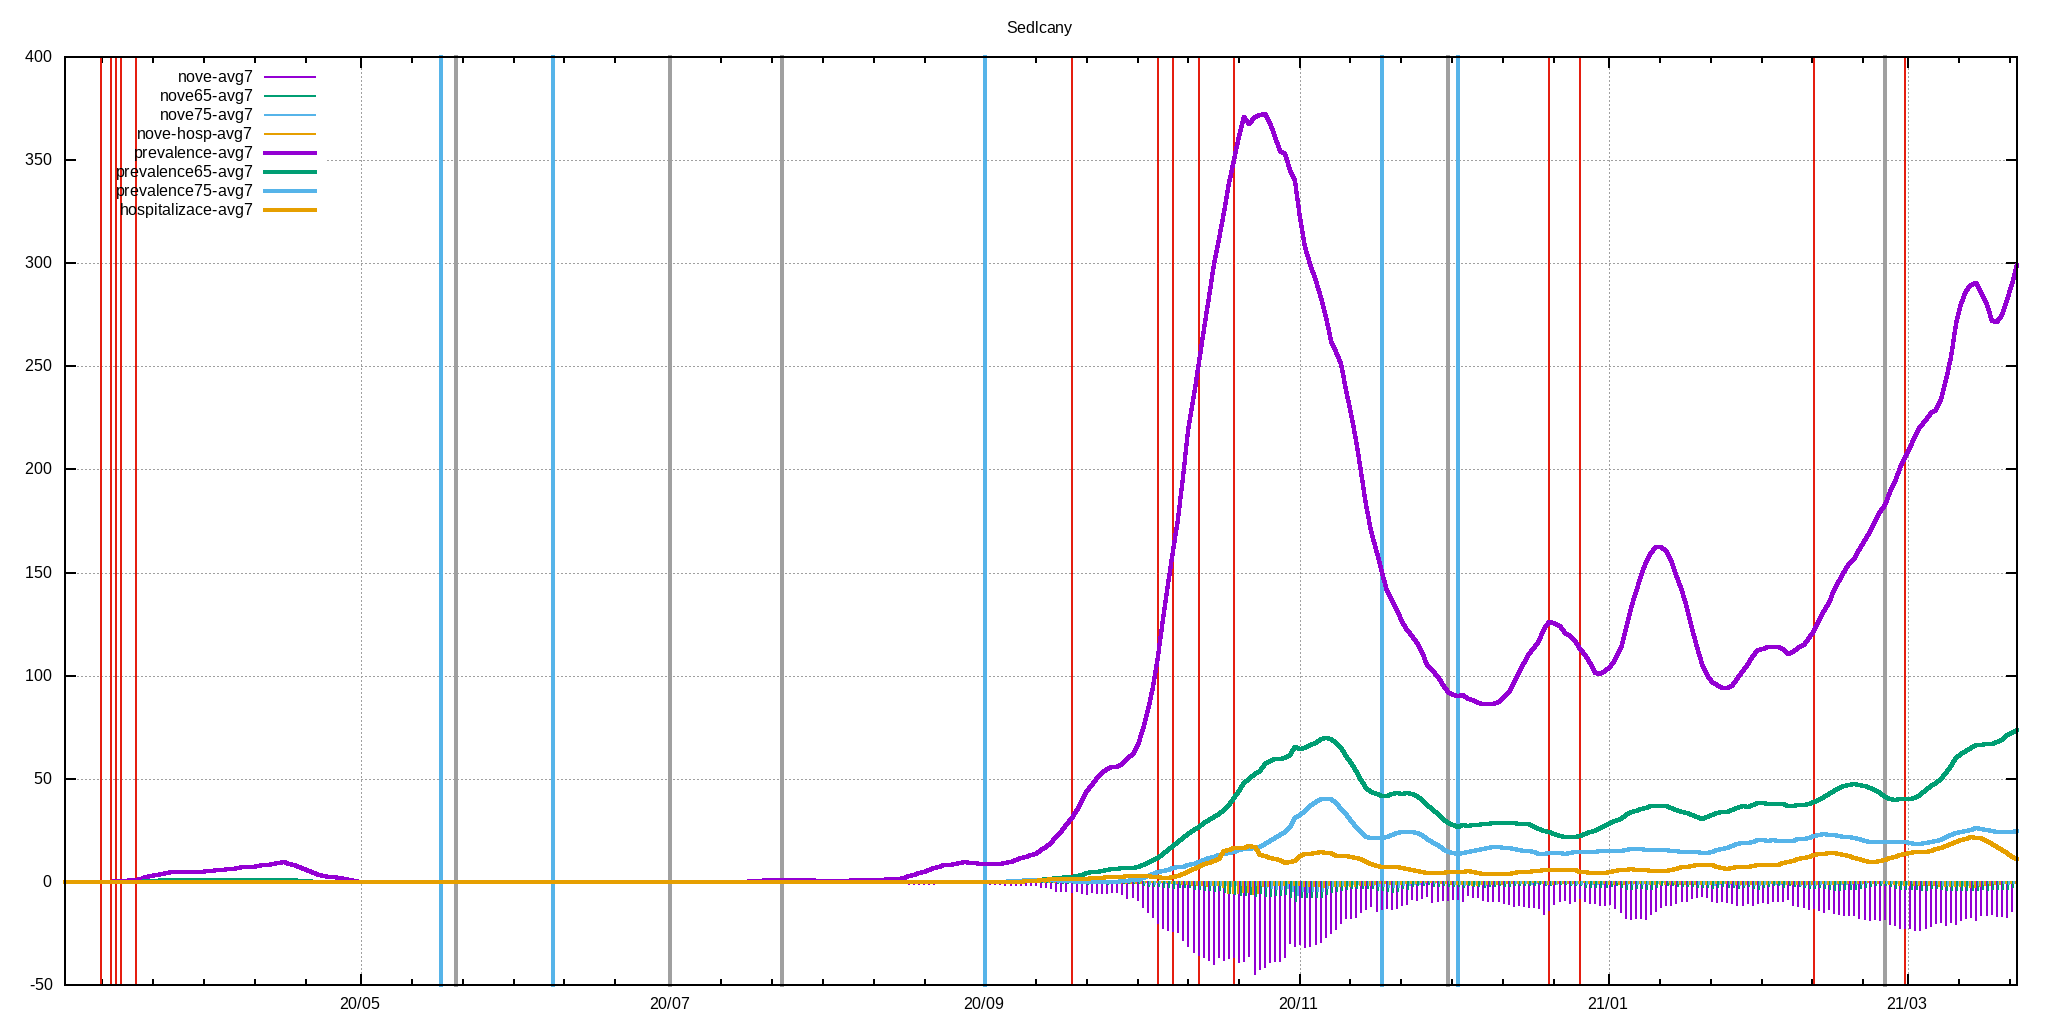 Sedlcany
400
350
300
250
200
150
100
50
0
-50
nove-avg7
nove65-avg7
nove75-avg7
nove-hosp-avg7
prevalence-avg7
prevalence65-avg7
prevalence75-avg7
hospitalizace-avg7
20/05 20/07 20/09 20/11 21/01 21/03